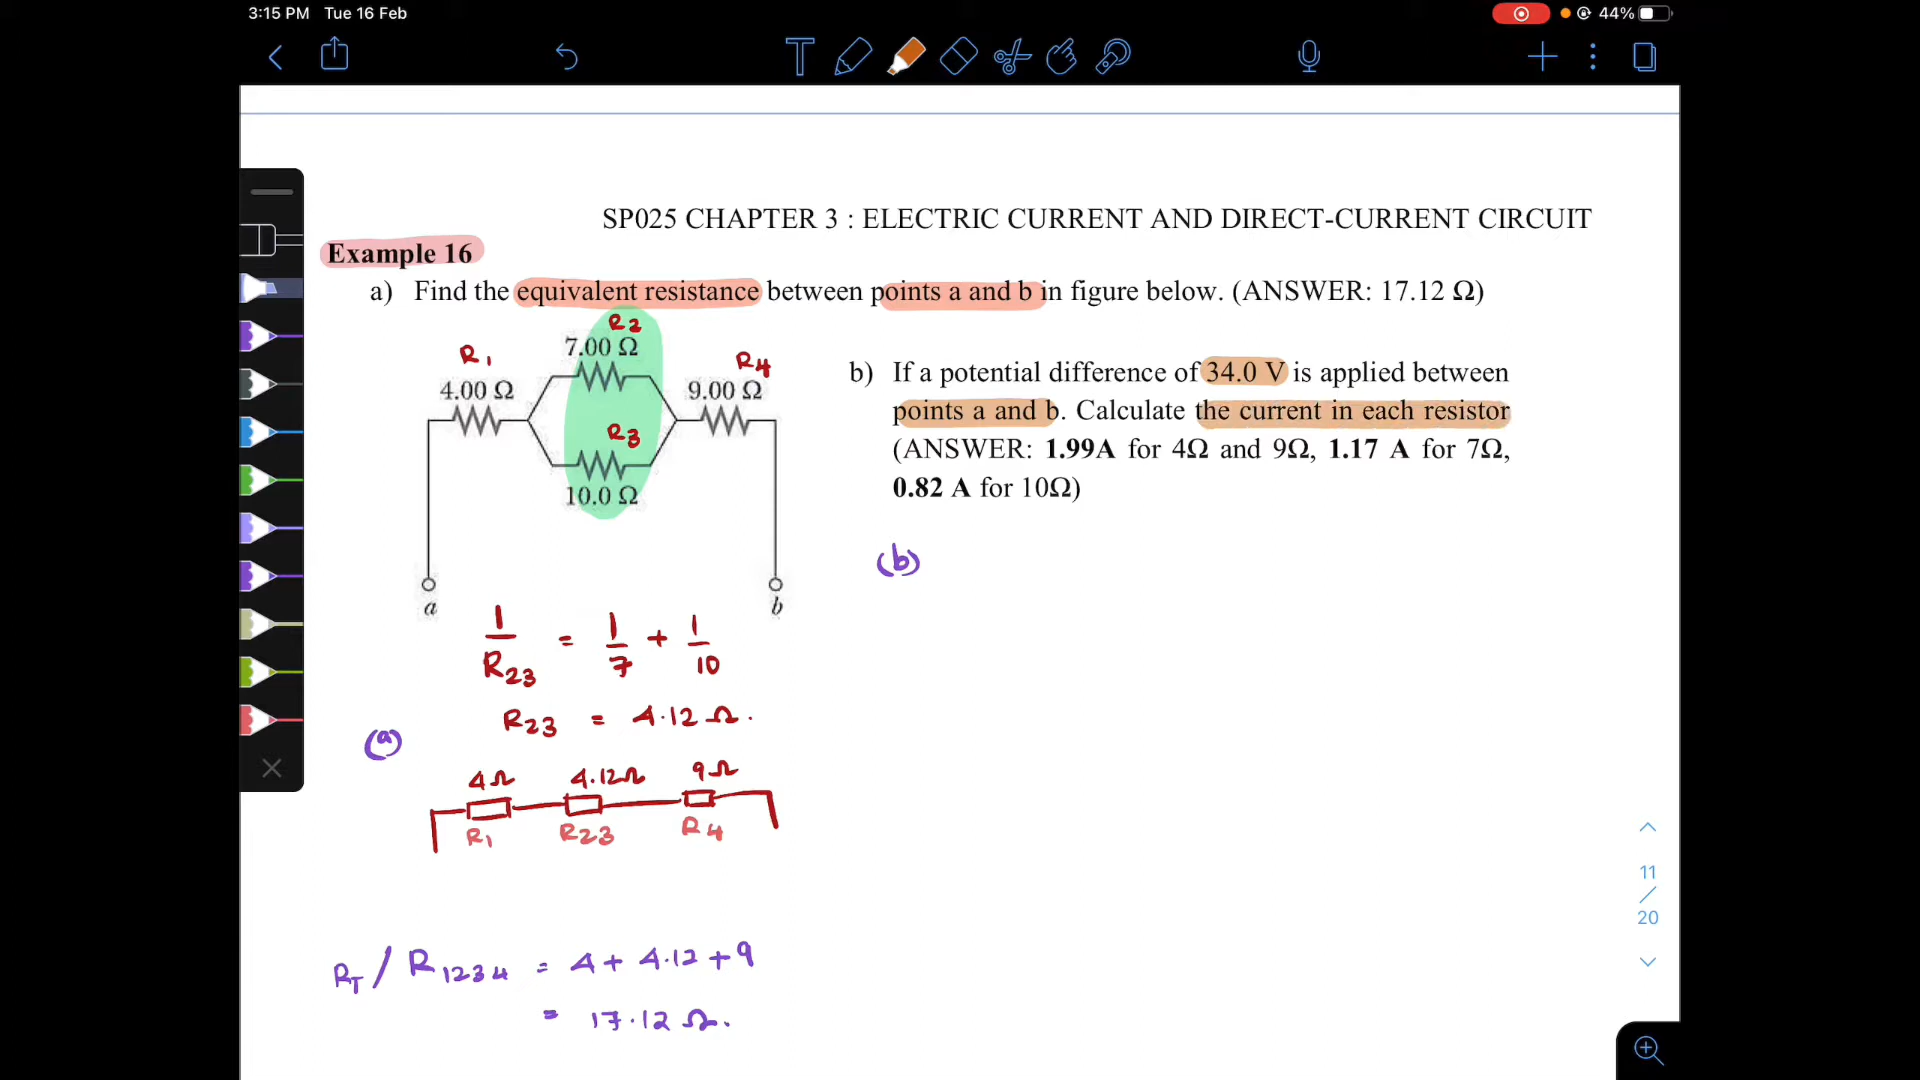 3:15 PM Tue 16 Feb
44%
SP025 CHAPTER 3 : ELECTRIC CURRENT AND DIRECT-CURRENT CIRCUIT
Example 16
a) Find the equivalent resistance between points a and b in figure below. (ANSWER: 17.12 Ω)
R2
7.00 Ω
R1
4.00 Ω
R4
9.00 Ω
R3
10.0 Ω
a
b
b) If a potential difference of 34.0 V is applied between
points a and b. Calculate the current in each resistor
(ANSWER: 1.99A for 4Ω and 9Ω, 1.17 A for 7Ω,
0.82 A for 10Ω)
(b)
1/R23 = 1/7 + 1/10
R23 = 4.12 Ω.
(a)
4Ω 4.12Ω 9Ω
R1 R23 R4
RT / R1234 = 4 + 4.12 + 9
= 17.12 Ω.
11
/
20